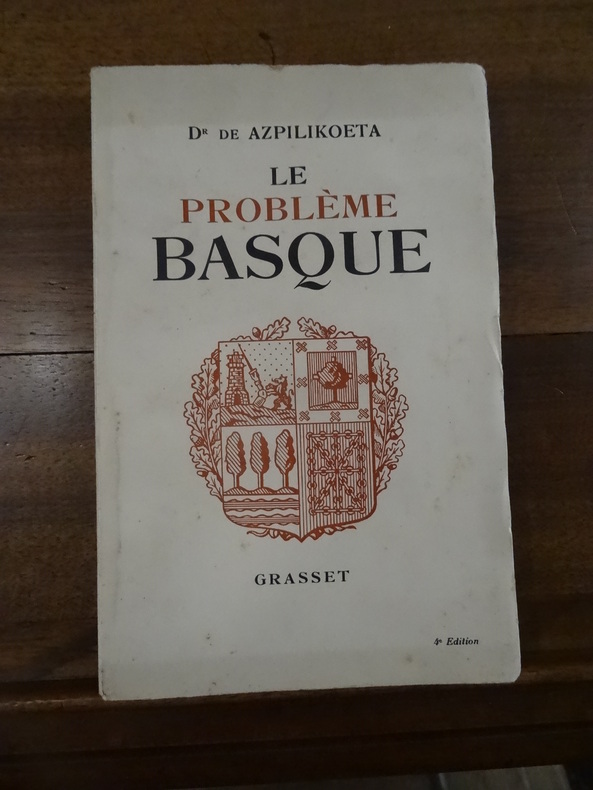 Dʳ DE AZPILIKOETA
LE
PROBLÈME
BASQUE
GRASSET
4ᵉ Edition